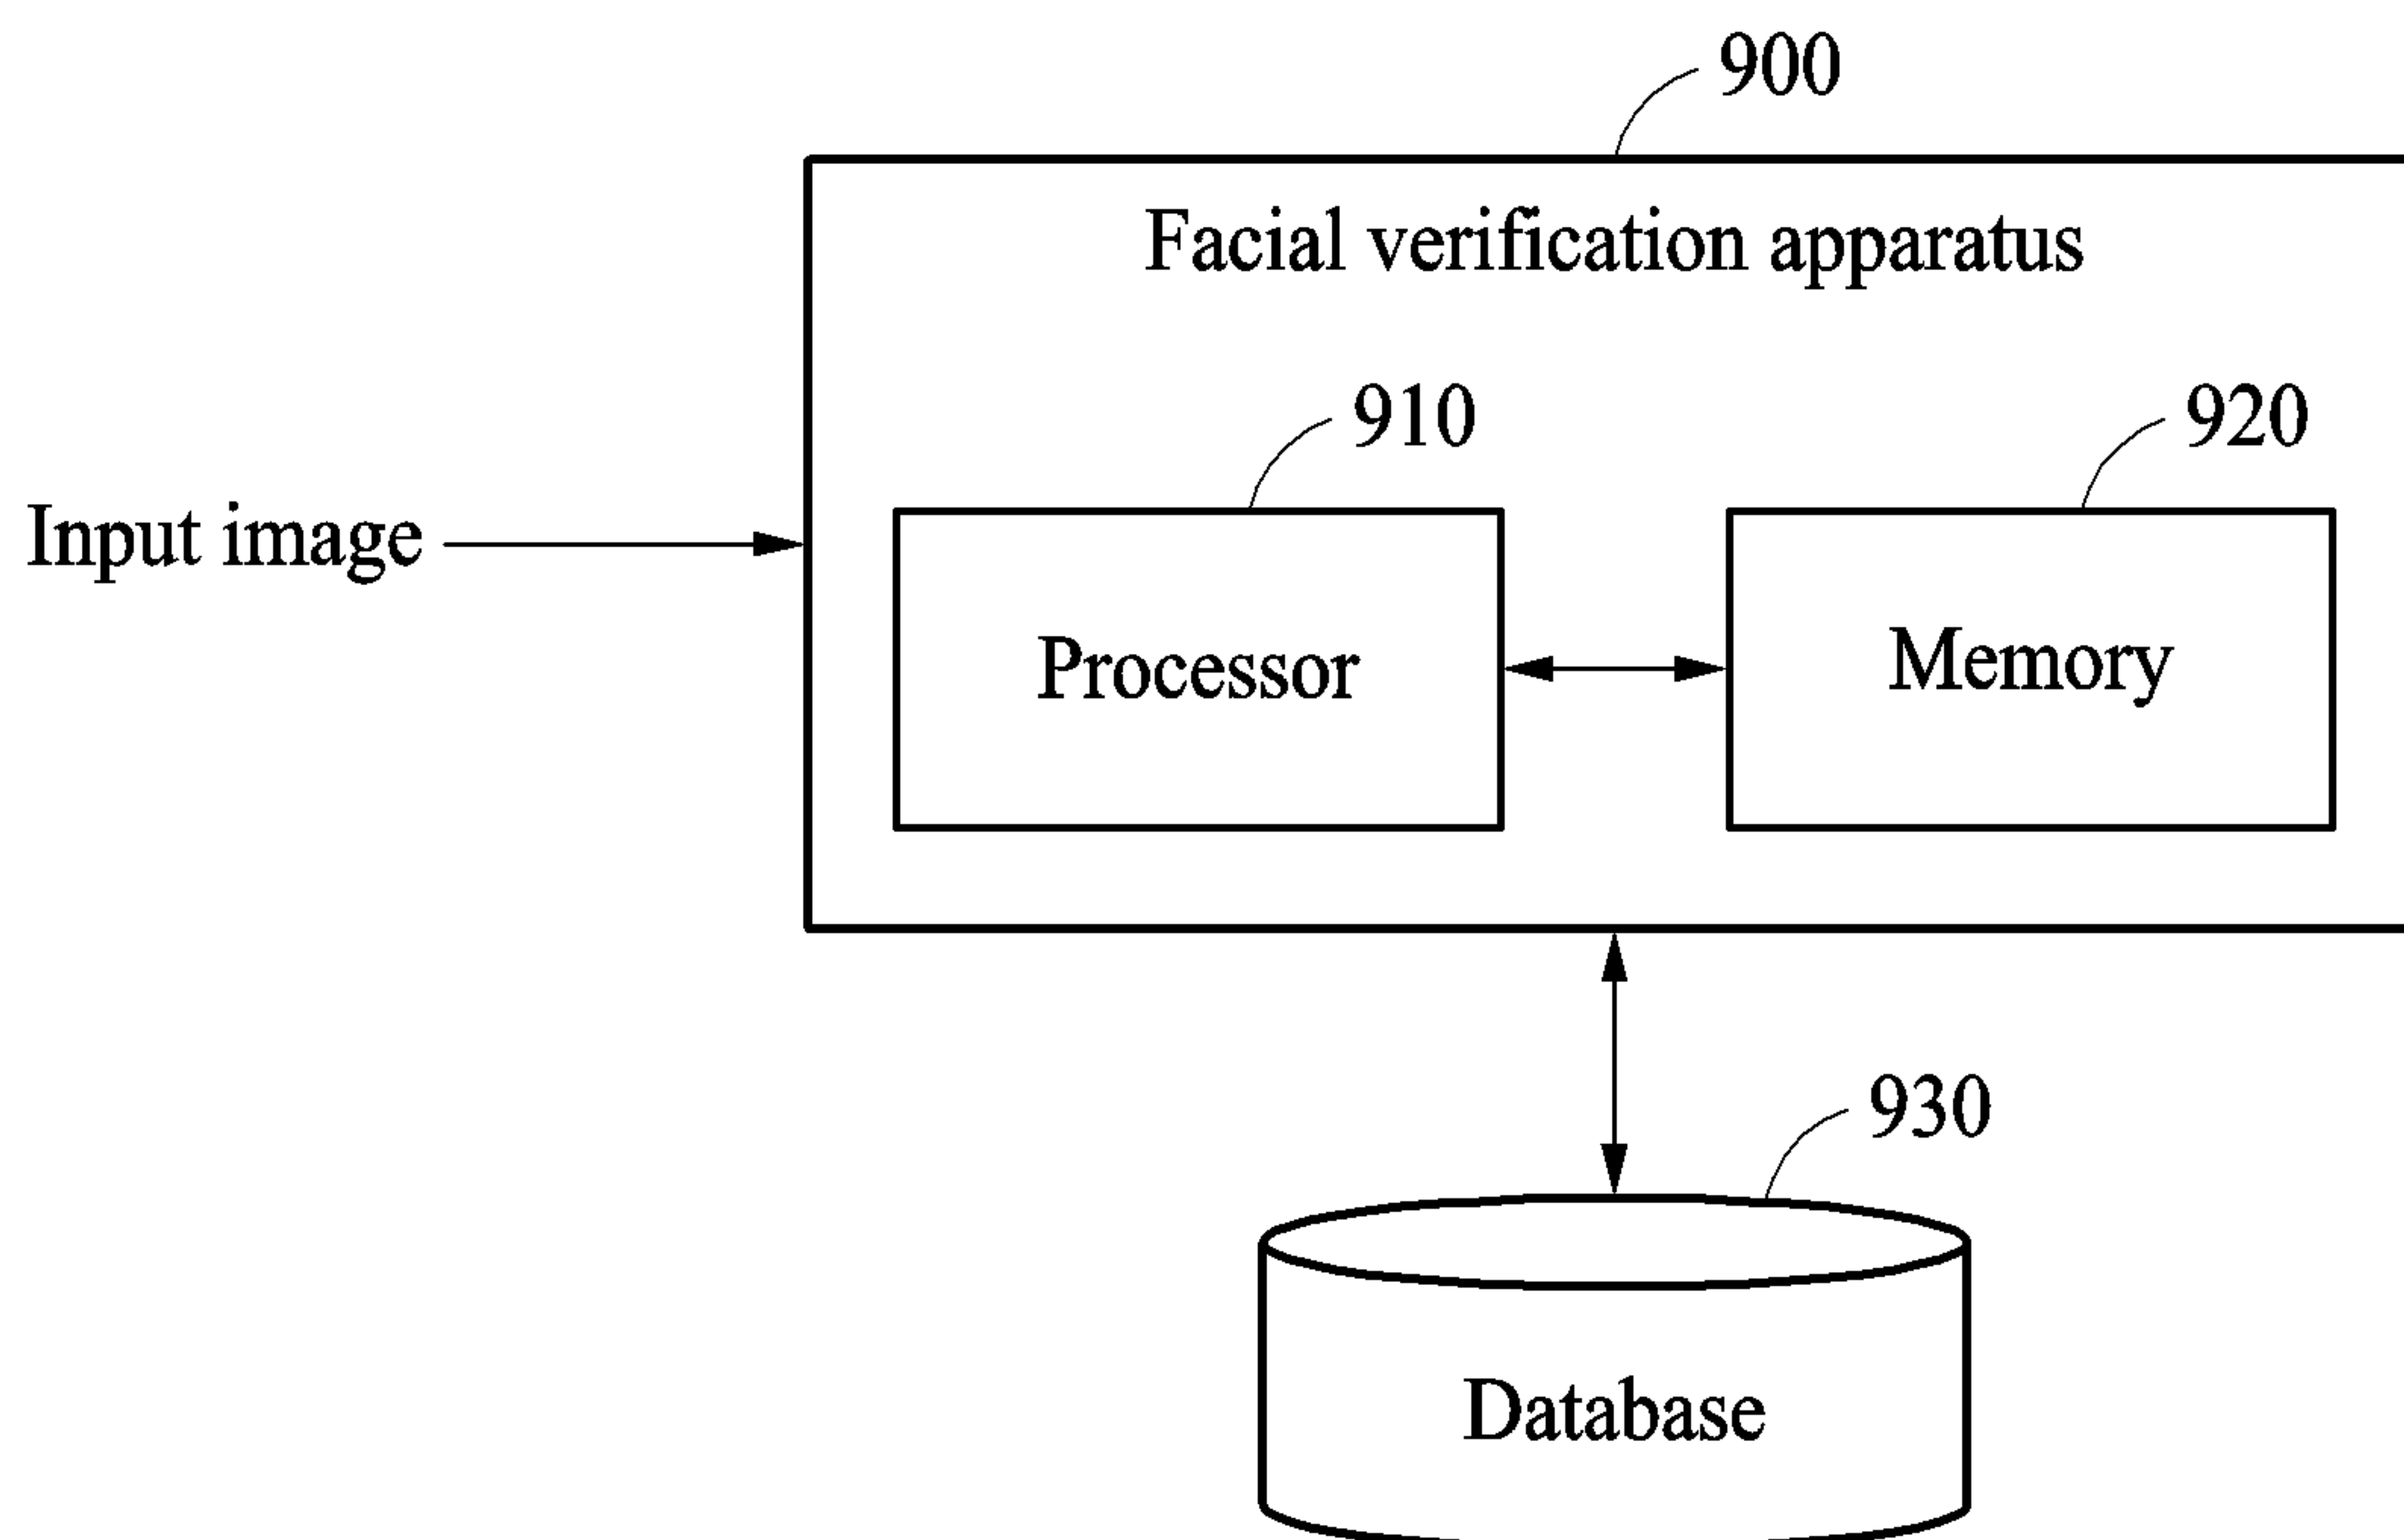 900
Facial verification apparatus
910
920
Input image
Processor
Memory
930
Database